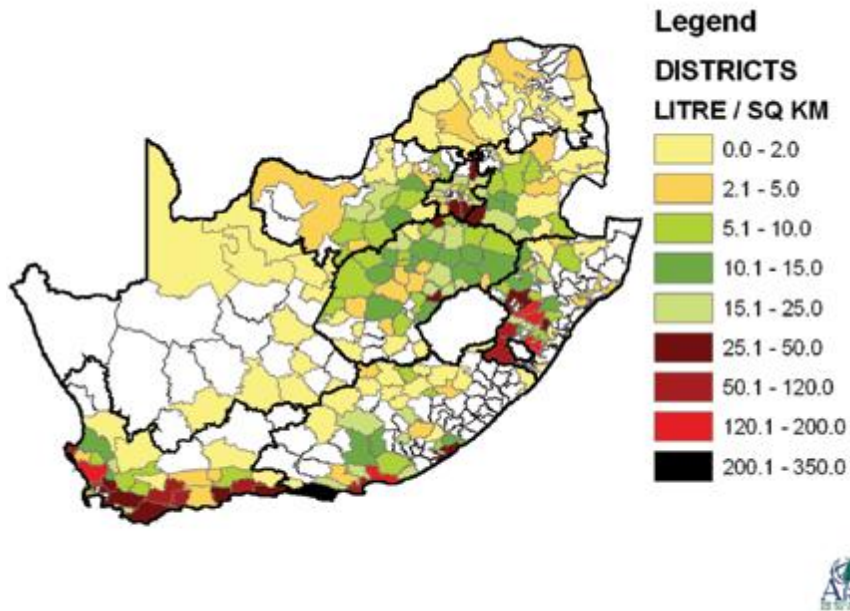 Legend
DISTRICTS
LITRE / SQ KM
0.0 - 2.0
2.1 - 5.0
5.1 - 10.0
10.1 - 15.0
15.1 - 25.0
25.1 - 50.0
50.1 - 120.0
120.1 - 200.0
200.1 - 350.0